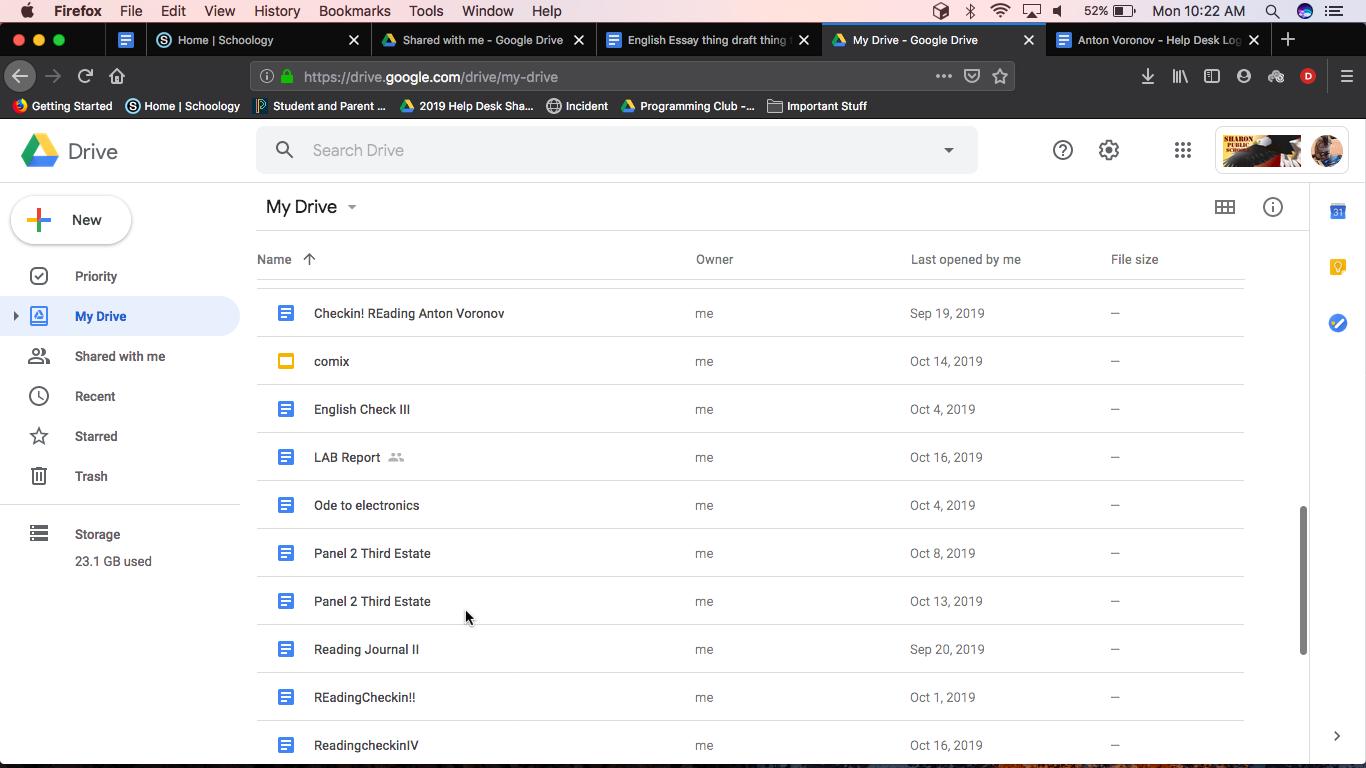 Firefox File Edit View History Bookmarks Tools Window Help 52% Mon 10:22 AM
Home | Schoology Shared with me - Google Drive English Essay thing draft thing My Drive - Google Drive Anton Voronov - Help Desk Log
https://drive.google.com/drive/my-drive D
Getting Started Home | Schoology Student and Parent ... 2019 Help Desk Sha... Incident Programming Club -... Important Stuff
Drive Search Drive SHARON PUBLIC
New My Drive
31
Name Owner Last opened by me File size
Priority
My Drive
Shared with me
Recent
Starred
Trash
Storage
23.1 GB used
Checkin! REading Anton Voronov me Sep 19, 2019 —
comix me Oct 14, 2019 —
English Check III me Oct 4, 2019 —
LAB Report me Oct 16, 2019 —
Ode to electronics me Oct 4, 2019 —
Panel 2 Third Estate me Oct 8, 2019 —
Panel 2 Third Estate me Oct 13, 2019 —
Reading Journal II me Sep 20, 2019 —
REadingCheckin!! me Oct 1, 2019 —
ReadingcheckinIV me Oct 16, 2019 —